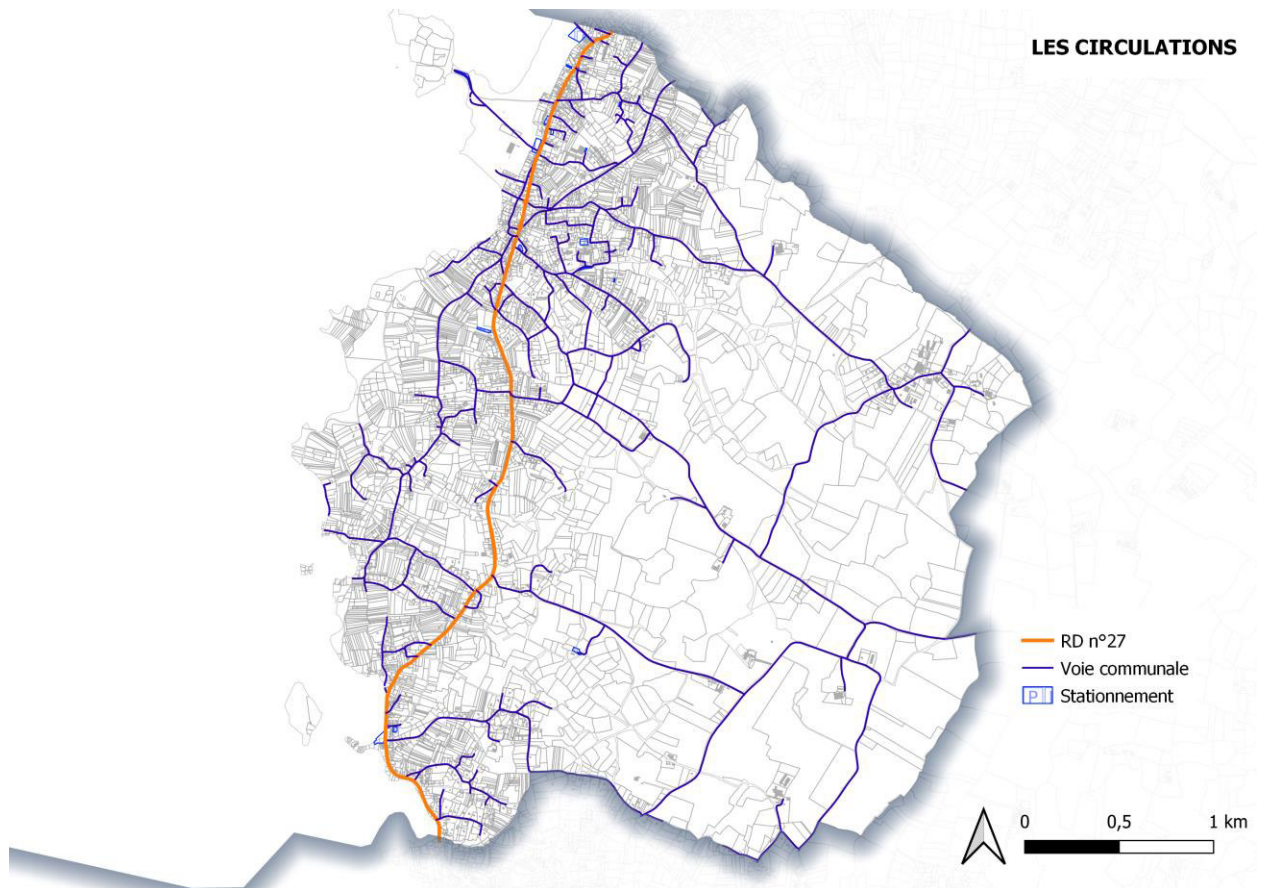 LES CIRCULATIONS
RD n°27
Voie communale
P Stationnement
0 0,5 1 km